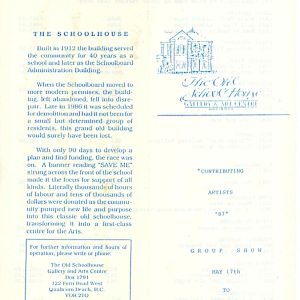 THE SCHOOLHOUSE
Built in 1912 the building served
the community for 40 years as a
school and later as the Schoolboard
Administration Building.
When the Schoolboard moved to
more modern premises, the build-
ing, left abandoned, fell into disre-
pair. Late in 1986 it was scheduled
for demolition and had it not been for
a small but determined group of
residents, this grand old building
would surely have been lost.
With only 90 days to develop a
plan and find funding, the race was
on. A banner reading "SAVE ME"
strung across the front of the school
made it the focus for support of all
kinds. Literally thousands of hours
of labour and tens of thousands of
dollars were donated as the com-
munity pumped new life and purpose
into this classic old schoolhouse,
transforming it into a first-class
centre for the Arts.
For further information and hours of
operation, please write or phone:
The Old Schoolhouse
Gallery and Arts Centre
Box 1791
122 Fern Road West
Qualicum Beach, B.C.
V0R 2T0
The Old
School House
GALLERY & ART CENTRE
"CONTRIBUTING
ARTISTS
"87"
GROUP SHOW
MAY 17th
TO